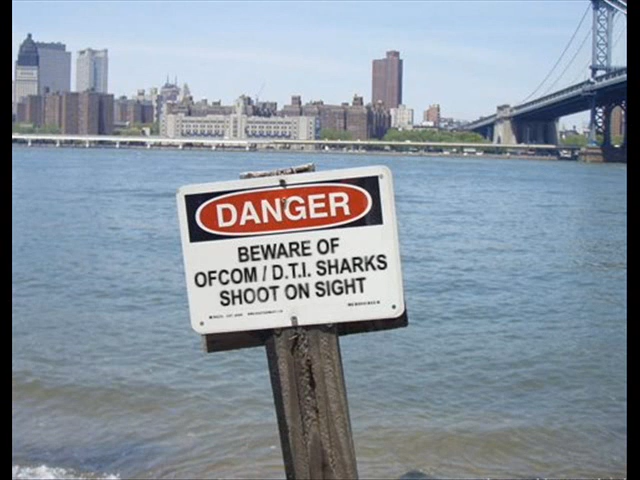 DANGER
BEWARE OF
OFCOM / D.T.I. SHARKS
SHOOT ON SIGHT